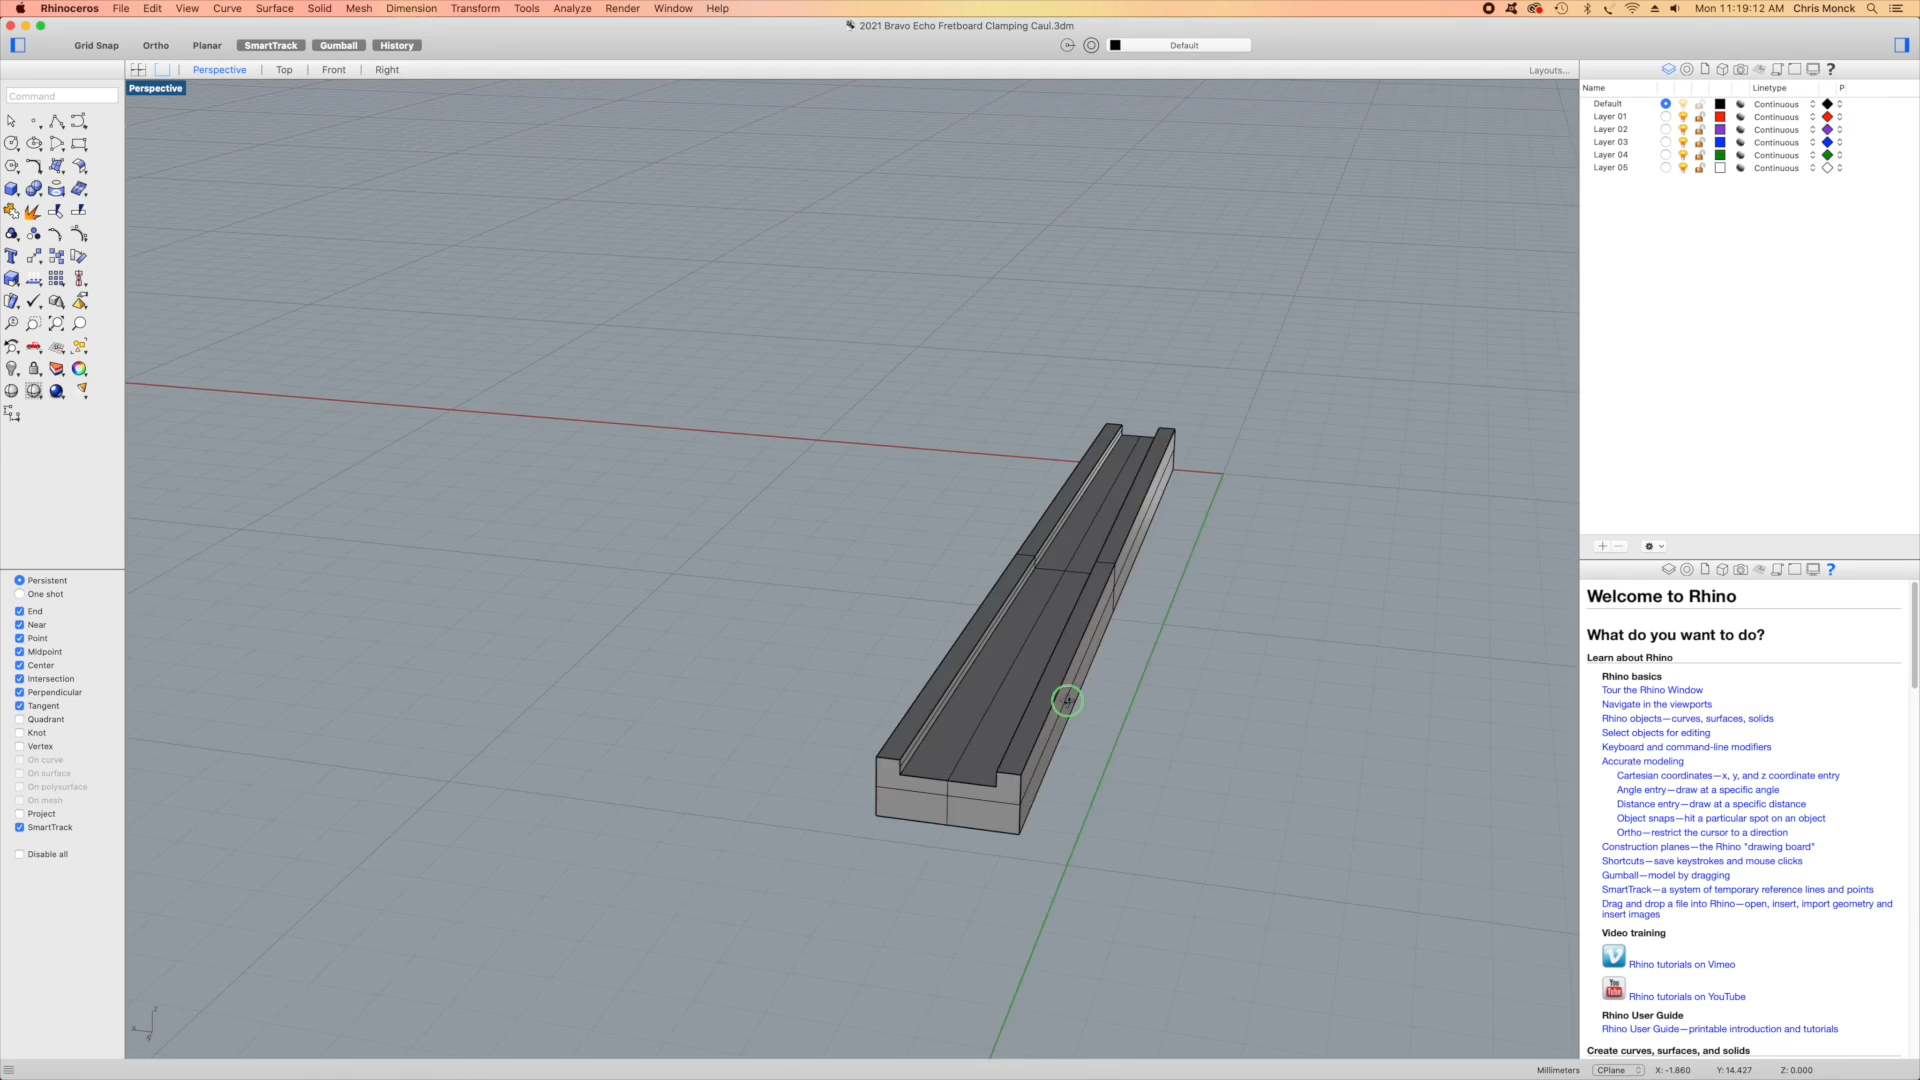 Rhinoceros File Edit View Curve Surface Solid Mesh Dimension Transform Tools Analyze Render Window Help Mon 11:19:12 AM Chris Monck
2021 Bravo Echo Fretboard Clamping Caul.3dm
Grid Snap Ortho Planar SmartTrack Gumball History Default
Perspective Top Front Right Layouts...
Perspective
Command
Name Linetype P
Default Continuous
Layer 01 Continuous
Layer 02 Continuous
Layer 03 Continuous
Layer 04 Continuous
Layer 05 Continuous
Persistent
One shot
End
Near
Point
Midpoint
Center
Intersection
Perpendicular
Tangent
Quadrant
Knot
Vertex
On curve
On surface
On polysurface
On mesh
Project
SmartTrack
Disable all
Welcome to Rhino
What do you want to do?
Learn about Rhino
Rhino basics
Tour the Rhino Window
Navigate in the viewports
Rhino objects—curves, surfaces, solids
Select objects for editing
Keyboard and command-line modifiers
Accurate modeling
Cartesian coordinates—x, y, and z coordinate entry
Angle entry—draw at a specific angle
Distance entry—draw at a specific distance
Object snaps—hit a particular spot on an object
Ortho—restrict the cursor to a direction
Construction planes—the Rhino "drawing board"
Shortcuts—save keystrokes and mouse clicks
Gumball—model by dragging
SmartTrack—a system of temporary reference lines and points
Drag and drop a file into Rhino—open, insert, import geometry and
insert images
Video training
Rhino tutorials on Vimeo
You
Tube
Rhino tutorials on YouTube
Rhino User Guide
Rhino User Guide—printable introduction and tutorials
Create curves, surfaces, and solids
Millimeters CPlane X: -1.860 Y: 14.427 Z: 0.000